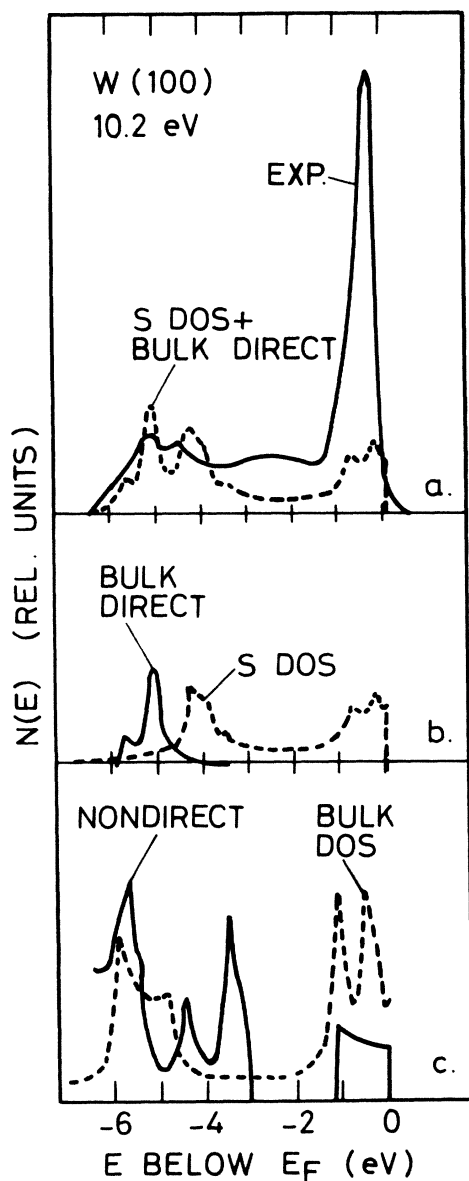 W (100)
10.2 eV
EXP.
S DOS+
BULK DIRECT
a.
BULK
DIRECT
S DOS
b.
NONDIRECT
BULK
DOS
c.
N(E) (REL. UNITS)
-6 -4 -2 0
E BELOW EF (eV)